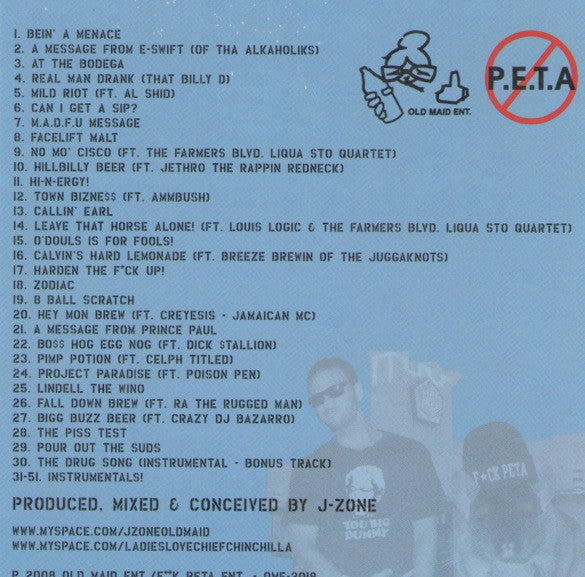 1. BEIN' A MENACE
2. A MESSAGE FROM E-SWIFT (OF THA ALKAHOLIKS)
3. AT THE BODEGA
4. REAL MAN DRANK (THAT BILLY D)
5. MILD RIOT (FT. AL SHID)
6. CAN I GET A SIP?
7. M.A.D.F.U MESSAGE
8. FACELIFT MALT
9. NO MO' CISCO (FT. THE FARMERS BLVD. LIQUA STO QUARTET)
10. HILLBILLY BEER (FT. JETHRO THE RAPPIN REDNECK)
11. HI-N-ERGY!
12. TOWN BIZNE$$ (FT. AMMBUSH)
13. CALLIN' EARL
14. LEAVE THAT HORSE ALONE! (FT. LOUIS LOGIC & THE FARMERS BLVD. LIQUA STO QUARTET)
15. O'DOULS IS FOR FOOLS!
16. CALVIN'S HARD LEMONADE (FT. BREEZE BREWIN OF THE JUGGAKNOTS)
17. HARDEN THE F*CK UP!
18. ZODIAC
19. 8 BALL SCRATCH
20. HEY MON BREW (FT. CREYESIS - JAMAICAN MC)
21. A MESSAGE FROM PRINCE PAUL
22. BO$$ HOG EGG NOG (FT. DICK $TALLION)
23. PIMP POTION (FT. CELPH TITLED)
24. PROJECT PARADISE (FT. POISON PEN)
25. LINDELL THE WINO
26. FALL DOWN BREW (FT. RA THE RUGGED MAN)
27. BIGG BUZZ BEER (FT. CRAZY DJ BAZARRO)
28. THE PISS TEST
29. POUR OUT THE SUDS
30. THE DRUG SONG (INSTRUMENTAL - BONUS TRACK)
31-51. INSTRUMENTALS!
PRODUCED, MIXED & CONCEIVED BY J-ZONE
WWW.MYSPACE.COM/JZONEOLDMAID
WWW.MYSPACE.COM/LADIESLOVECHIEFCHINCHILLA
P 2008 OLD MAID ENT./F**K PETA ENT. - OME-3018
OLD MAID ENT.
P.E.T.A
YOU BIG
DUMMY
F*CK PETA